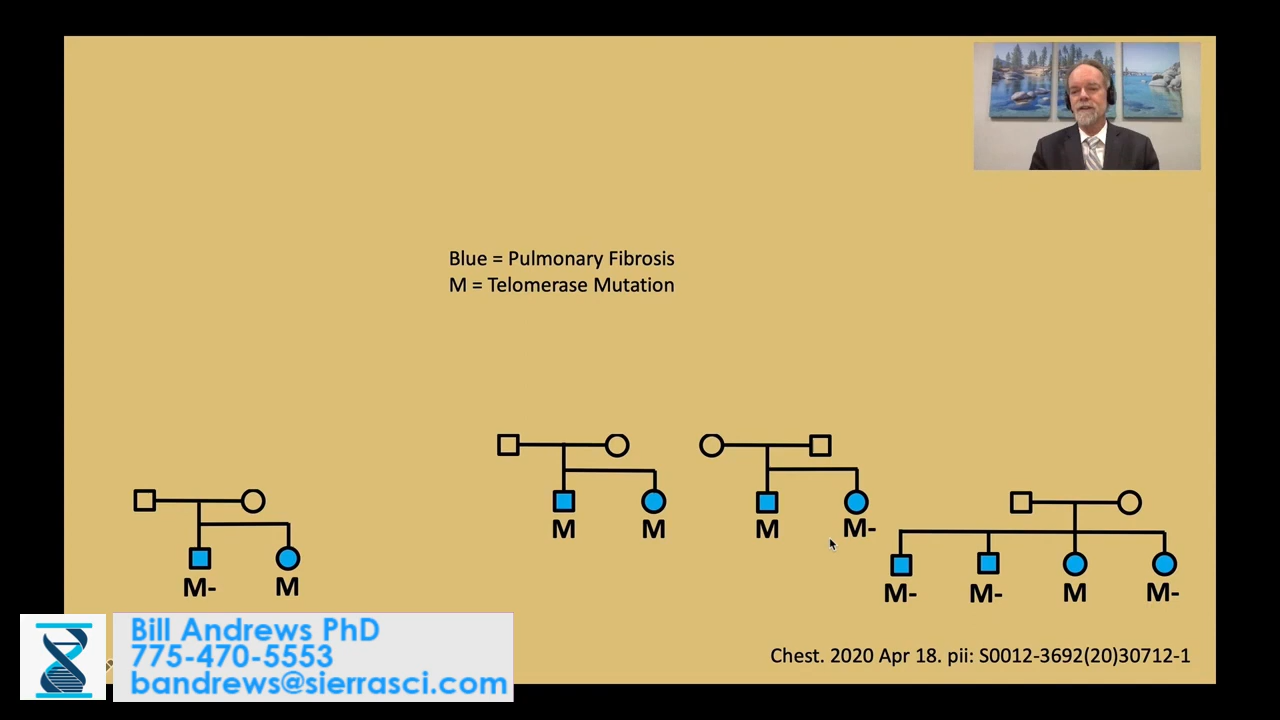 Blue = Pulmonary Fibrosis
M = Telomerase Mutation
M M M M-
M- M M- M- M M-
Chest. 2020 Apr 18. pii: S0012-3692(20)30712-1
Bill Andrews PhD
775-470-5553
bandrews@sierrasci.com